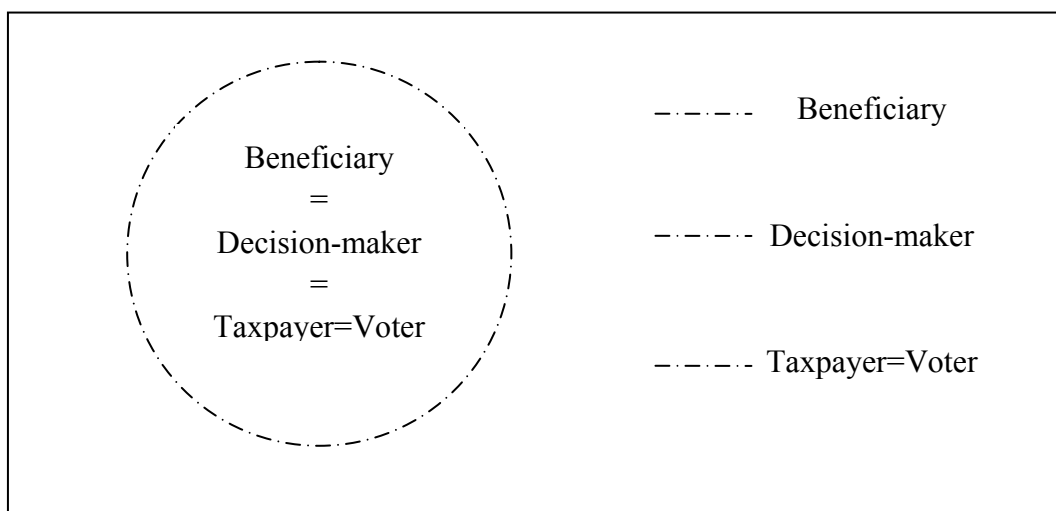 Beneficiary
=
Decision-maker
=
Taxpayer=Voter
Beneficiary
Decision-maker
Taxpayer=Voter